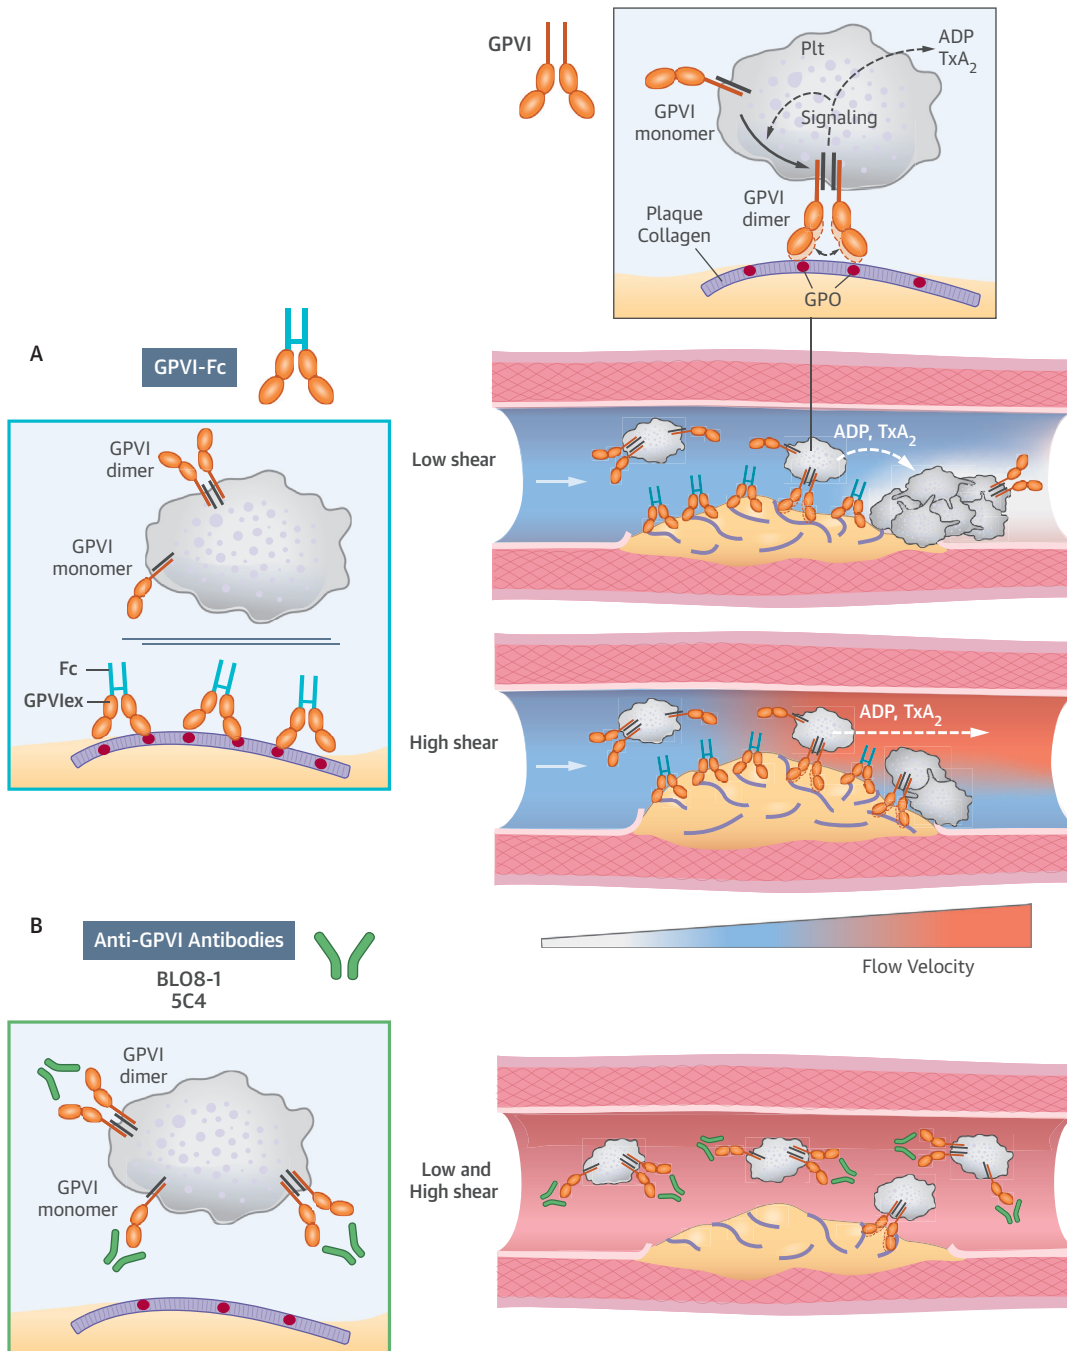 GPVI
Plt
ADP
TxA2
GPVI
monomer
Signaling
GPVI
dimer
Plaque
Collagen
GPO
A
GPVI-Fc
GPVI
dimer
GPVI
monomer
Fc
GPVIex
Low shear
ADP, TxA2
High shear
ADP, TxA2
Flow Velocity
B
Anti-GPVI Antibodies
BLO8-1
5C4
GPVI
dimer
GPVI
monomer
Low and
High shear